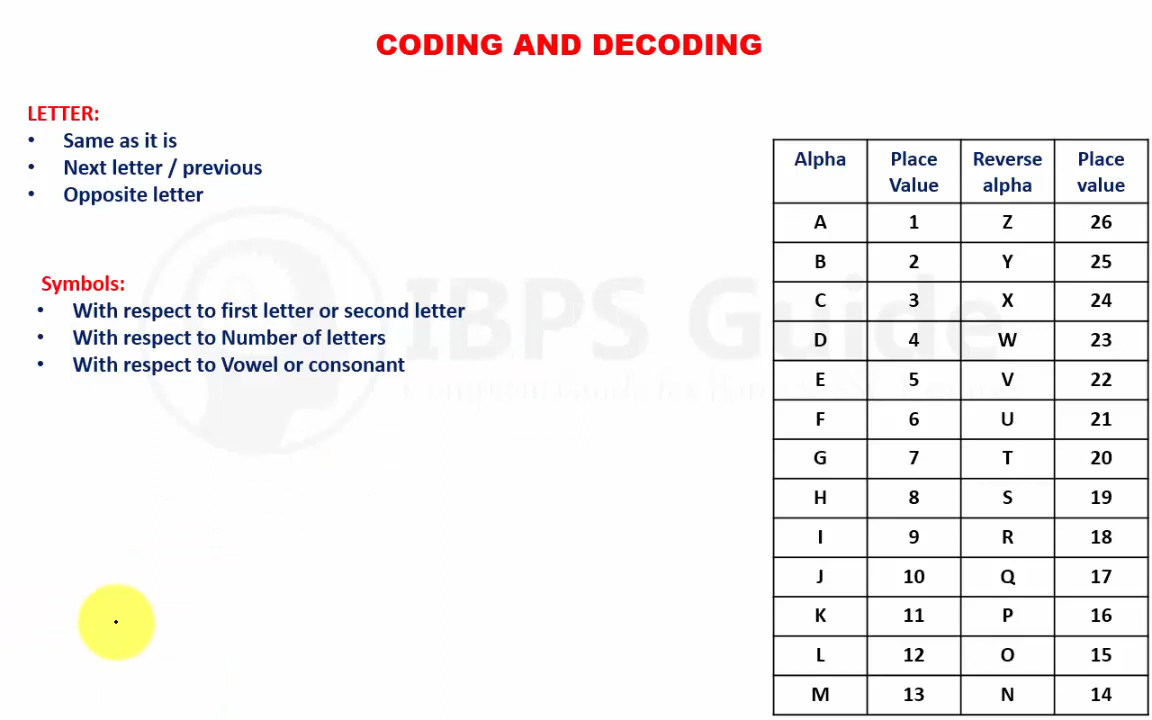 CODING AND DECODING
LETTER:
• Same as it is
• Next letter / previous
• Opposite letter
Symbols:
• With respect to first letter or second letter
• With respect to Number of letters
• With respect to Vowel or consonant
Alpha Place Value Reverse alpha Place value
A 1 Z 26
B 2 Y 25
C 3 X 24
D 4 W 23
E 5 V 22
F 6 U 21
G 7 T 20
H 8 S 19
I 9 R 18
J 10 Q 17
K 11 P 16
L 12 O 15
M 13 N 14
IBPS Guide